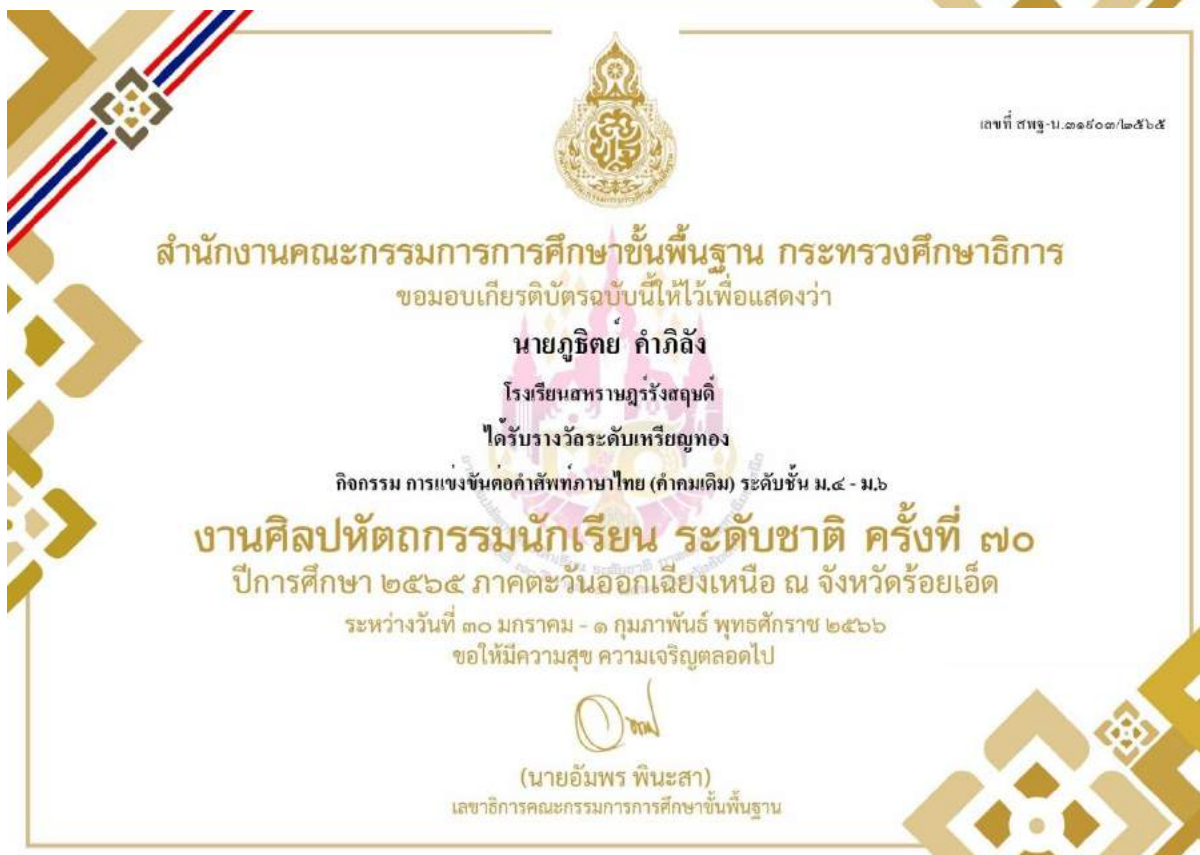 เลขที่ สพฐ-น.๓๑๙๐๓/๒๕๖๕
สำนักงานคณะกรรมการการศึกษาขั้นพื้นฐาน กระทรวงศึกษาธิการ
ขอมอบเกียรติบัตรฉบับนี้ให้ไว้เพื่อแสดงว่า
นายภูธิตย์ คำภิลัง
โรงเรียนสหราษฎร์รังสฤษดิ์
ได้รับรางวัลระดับเหรียญทอง
กิจกรรม การแข่งขันต่อคำศัพท์ภาษาไทย (คำคมเดิม) ระดับชั้น ม.๔ - ม.๖
งานศิลปหัตถกรรมนักเรียน ระดับชาติ ครั้งที่ ๗๐
ปีการศึกษา ๒๕๖๕ ภาคตะวันออกเฉียงเหนือ ณ จังหวัดร้อยเอ็ด
ระหว่างวันที่ ๓๐ มกราคม - ๑ กุมภาพันธ์ พุทธศักราช ๒๕๖๖
ขอให้มีความสุข ความเจริญตลอดไป
(นายอัมพร พินะสา)
เลขาธิการคณะกรรมการการศึกษาขั้นพื้นฐาน